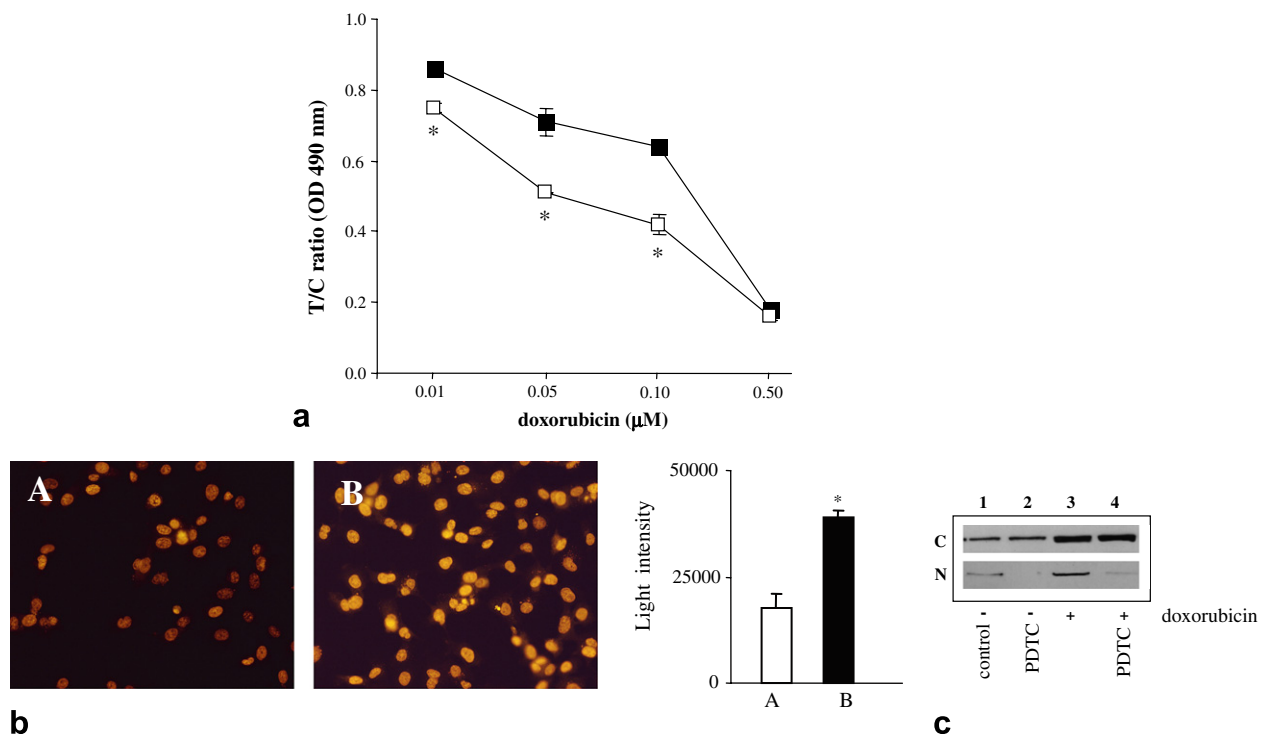 1.0
0.8
0.6
0.4
0.2
0.0
T/C ratio (OD 490 nm)
*
*
*
0.01 0.05 0.10 0.50
doxorubicin (μM)
a
A
B
b
50000
25000
0
Light intensity
*
A B
1 2 3 4
C
N
- - + + doxorubicin
control
PDTC
PDTC
c